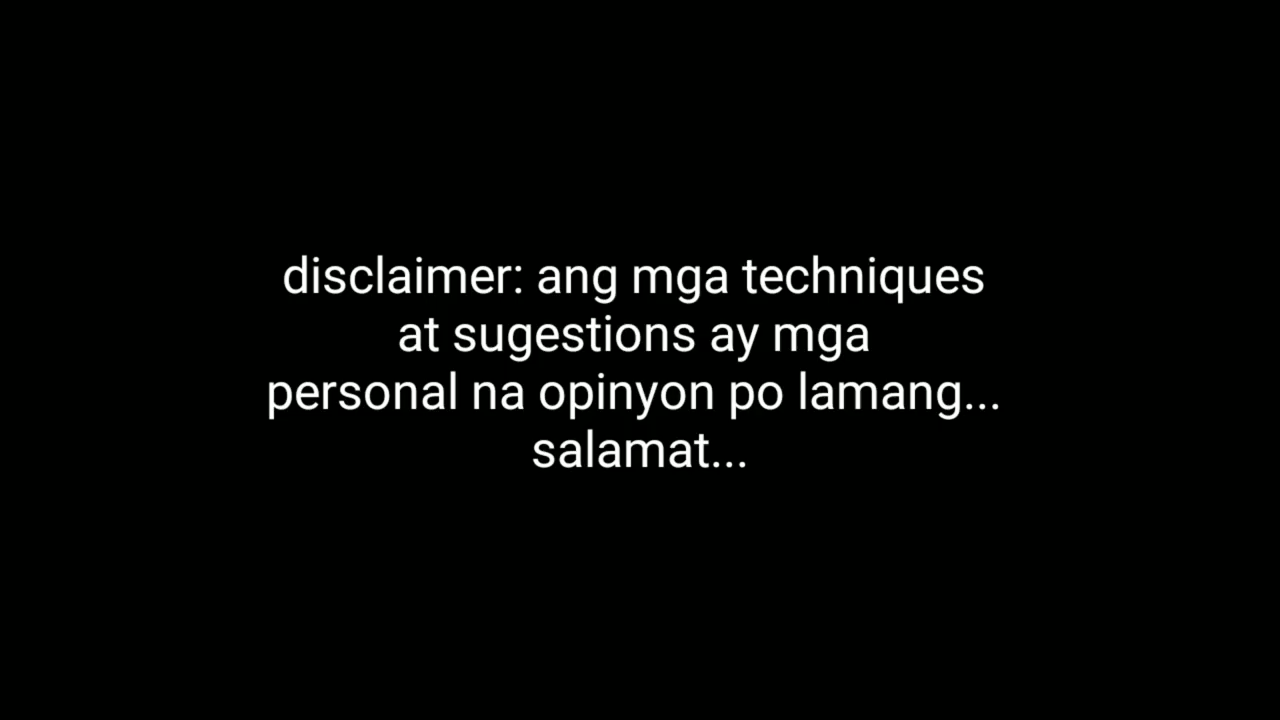 disclaimer: ang mga techniques
at sugestions ay mga
personal na opinyon po lamang...
salamat...